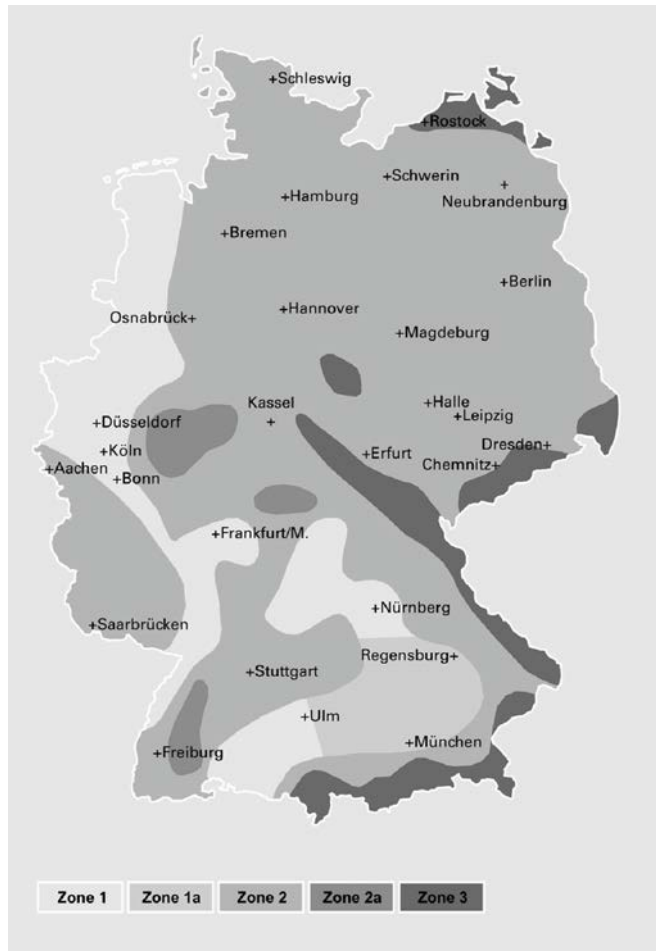 +Schleswig
+Rostock
+Schwerin
+
Neubrandenburg
+Hamburg
+Bremen
+Berlin
+Hannover
Osnabrück+
+Magdeburg
Kassel
+
+Halle
+Leipzig
+Düsseldorf
Dresden+
+Köln
+Erfurt
Chemnitz+
+Aachen
+Bonn
+Frankfurt/M.
+Nürnberg
+Saarbrücken
Regensburg+
+Stuttgart
+Ulm
+München
+Freiburg
Zone 1
Zone 1a
Zone 2
Zone 2a
Zone 3